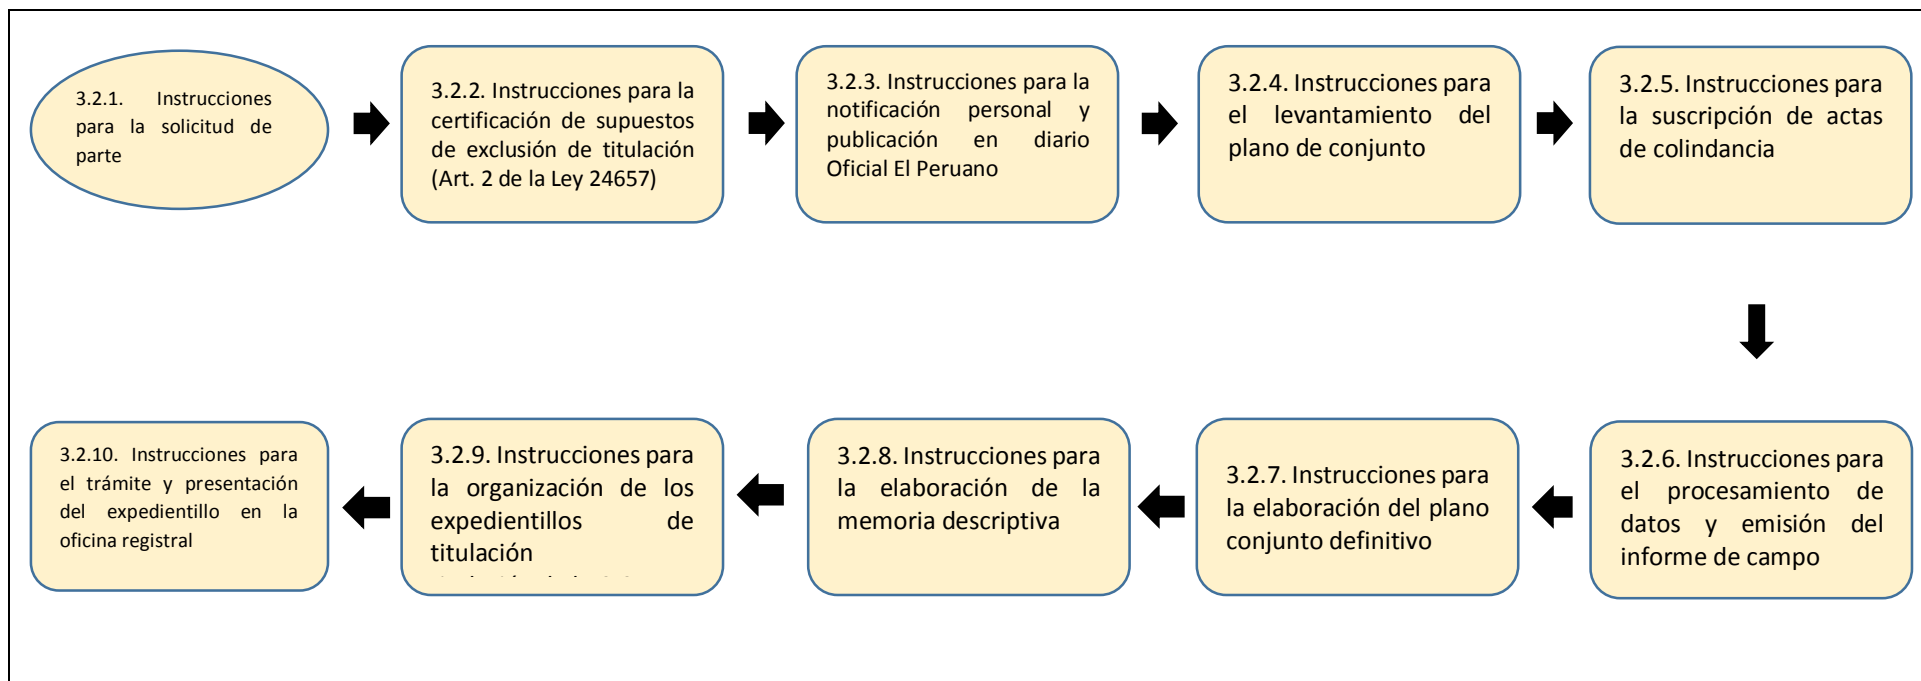 3.2.1. Instrucciones
para la solicitud de
parte
3.2.2. Instrucciones para la
certificación de supuestos
de exclusión de titulación
(Art. 2 de la Ley 24657)
3.2.3. Instrucciones para la
notificación personal y
publicación en diario
Oficial El Peruano
3.2.4. Instrucciones para
el levantamiento del
plano de conjunto
3.2.5. Instrucciones para
la suscripción de actas
de colindancia
3.2.10. Instrucciones para
el trámite y presentación
del expedientillo en la
oficina registral
3.2.9. Instrucciones para
la organización de los
expedientillos de
titulación
3.2.8. Instrucciones para
la elaboración de la
memoria descriptiva
3.2.7. Instrucciones para
la elaboración del plano
conjunto definitivo
3.2.6. Instrucciones para
el procesamiento de
datos y emisión del
informe de campo